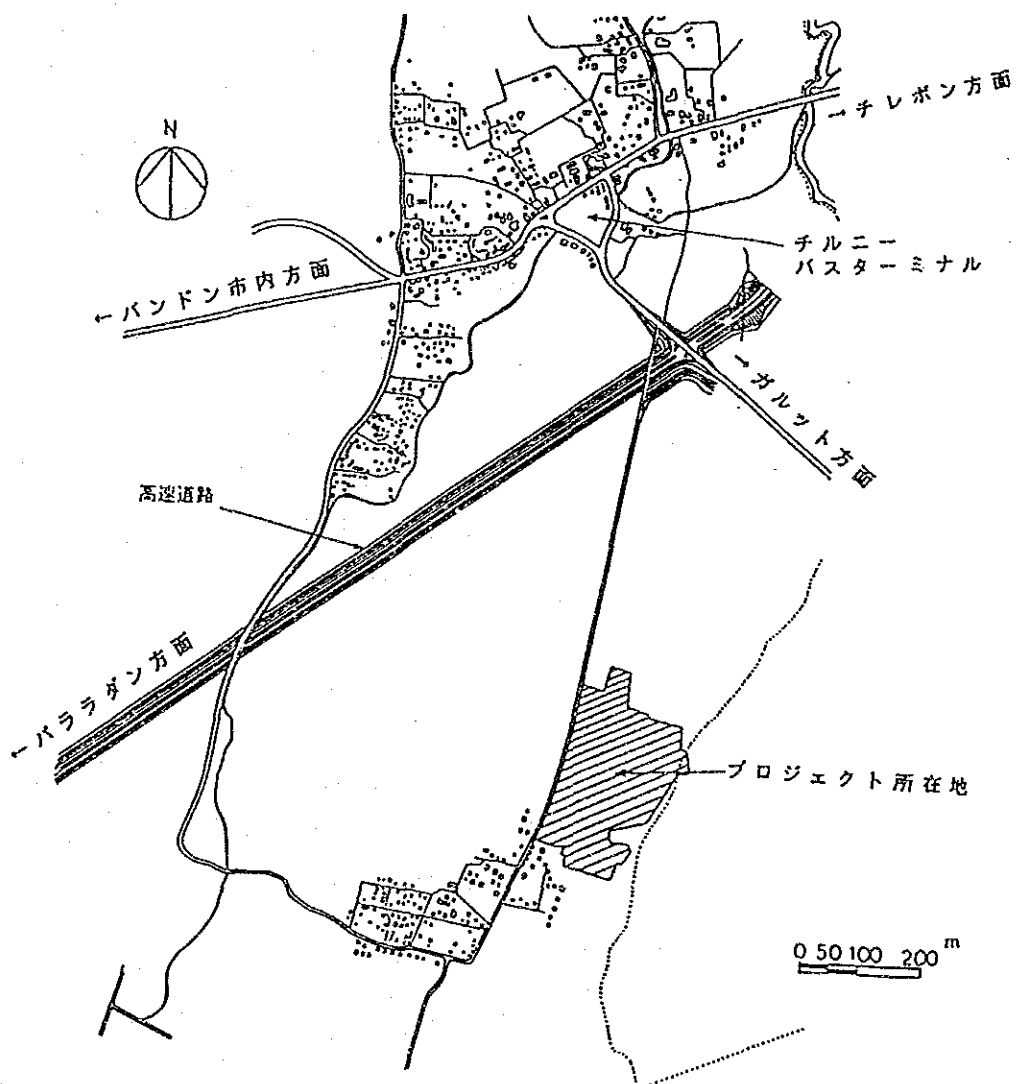 N
→ チレボン方面
チルニー
バスターミナル
← バンドン市内方面
→ ガルット方面
高速道路
← パララダン方面
プロジェクト所在地
0 50 100 200 m